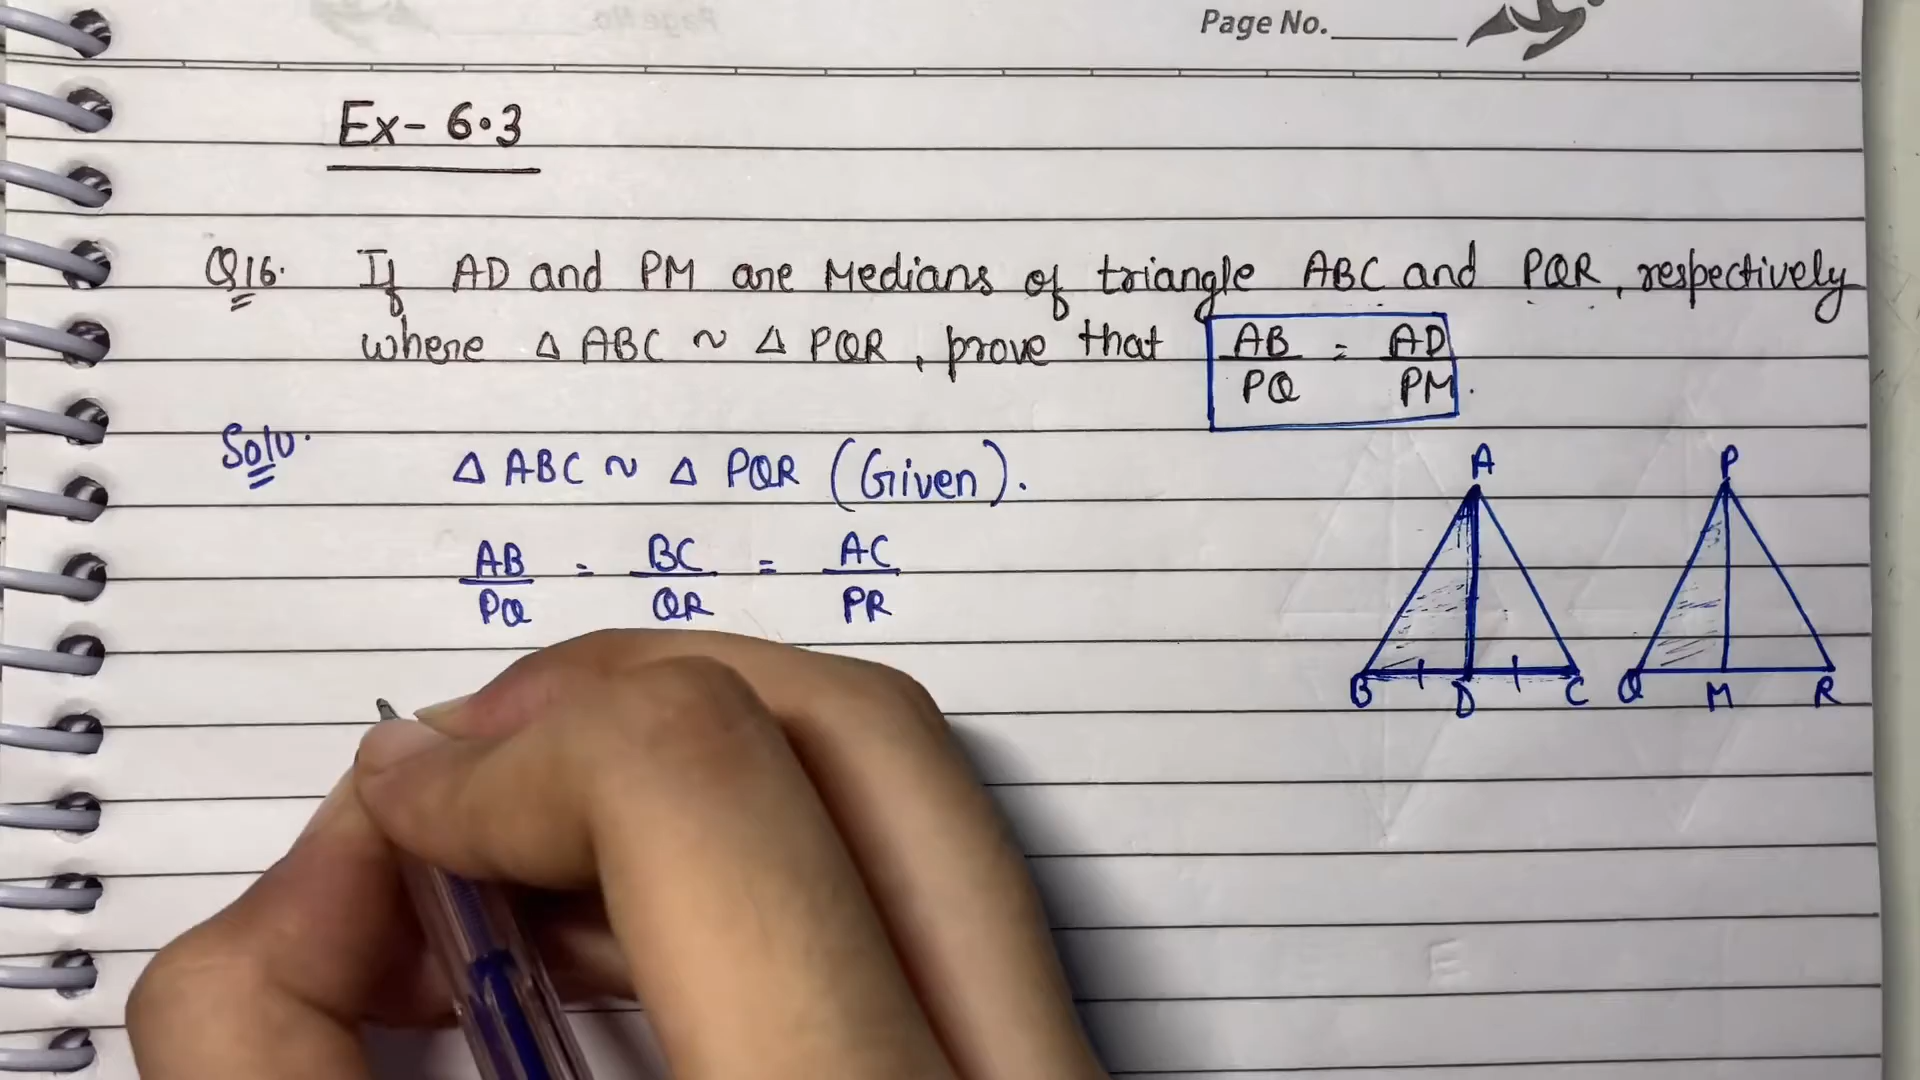 Page No.
Ex- 6.3
Q16. If AD and PM are Medians of triangle ABC and PQR, respectively
where △ ABC ~ △ PQR, prove that AB/PQ = AD/PM.
Soln. △ ABC ~ △ PQR (Given).
AB/PQ = BC/QR = AC/PR
A P
B D C Q M R